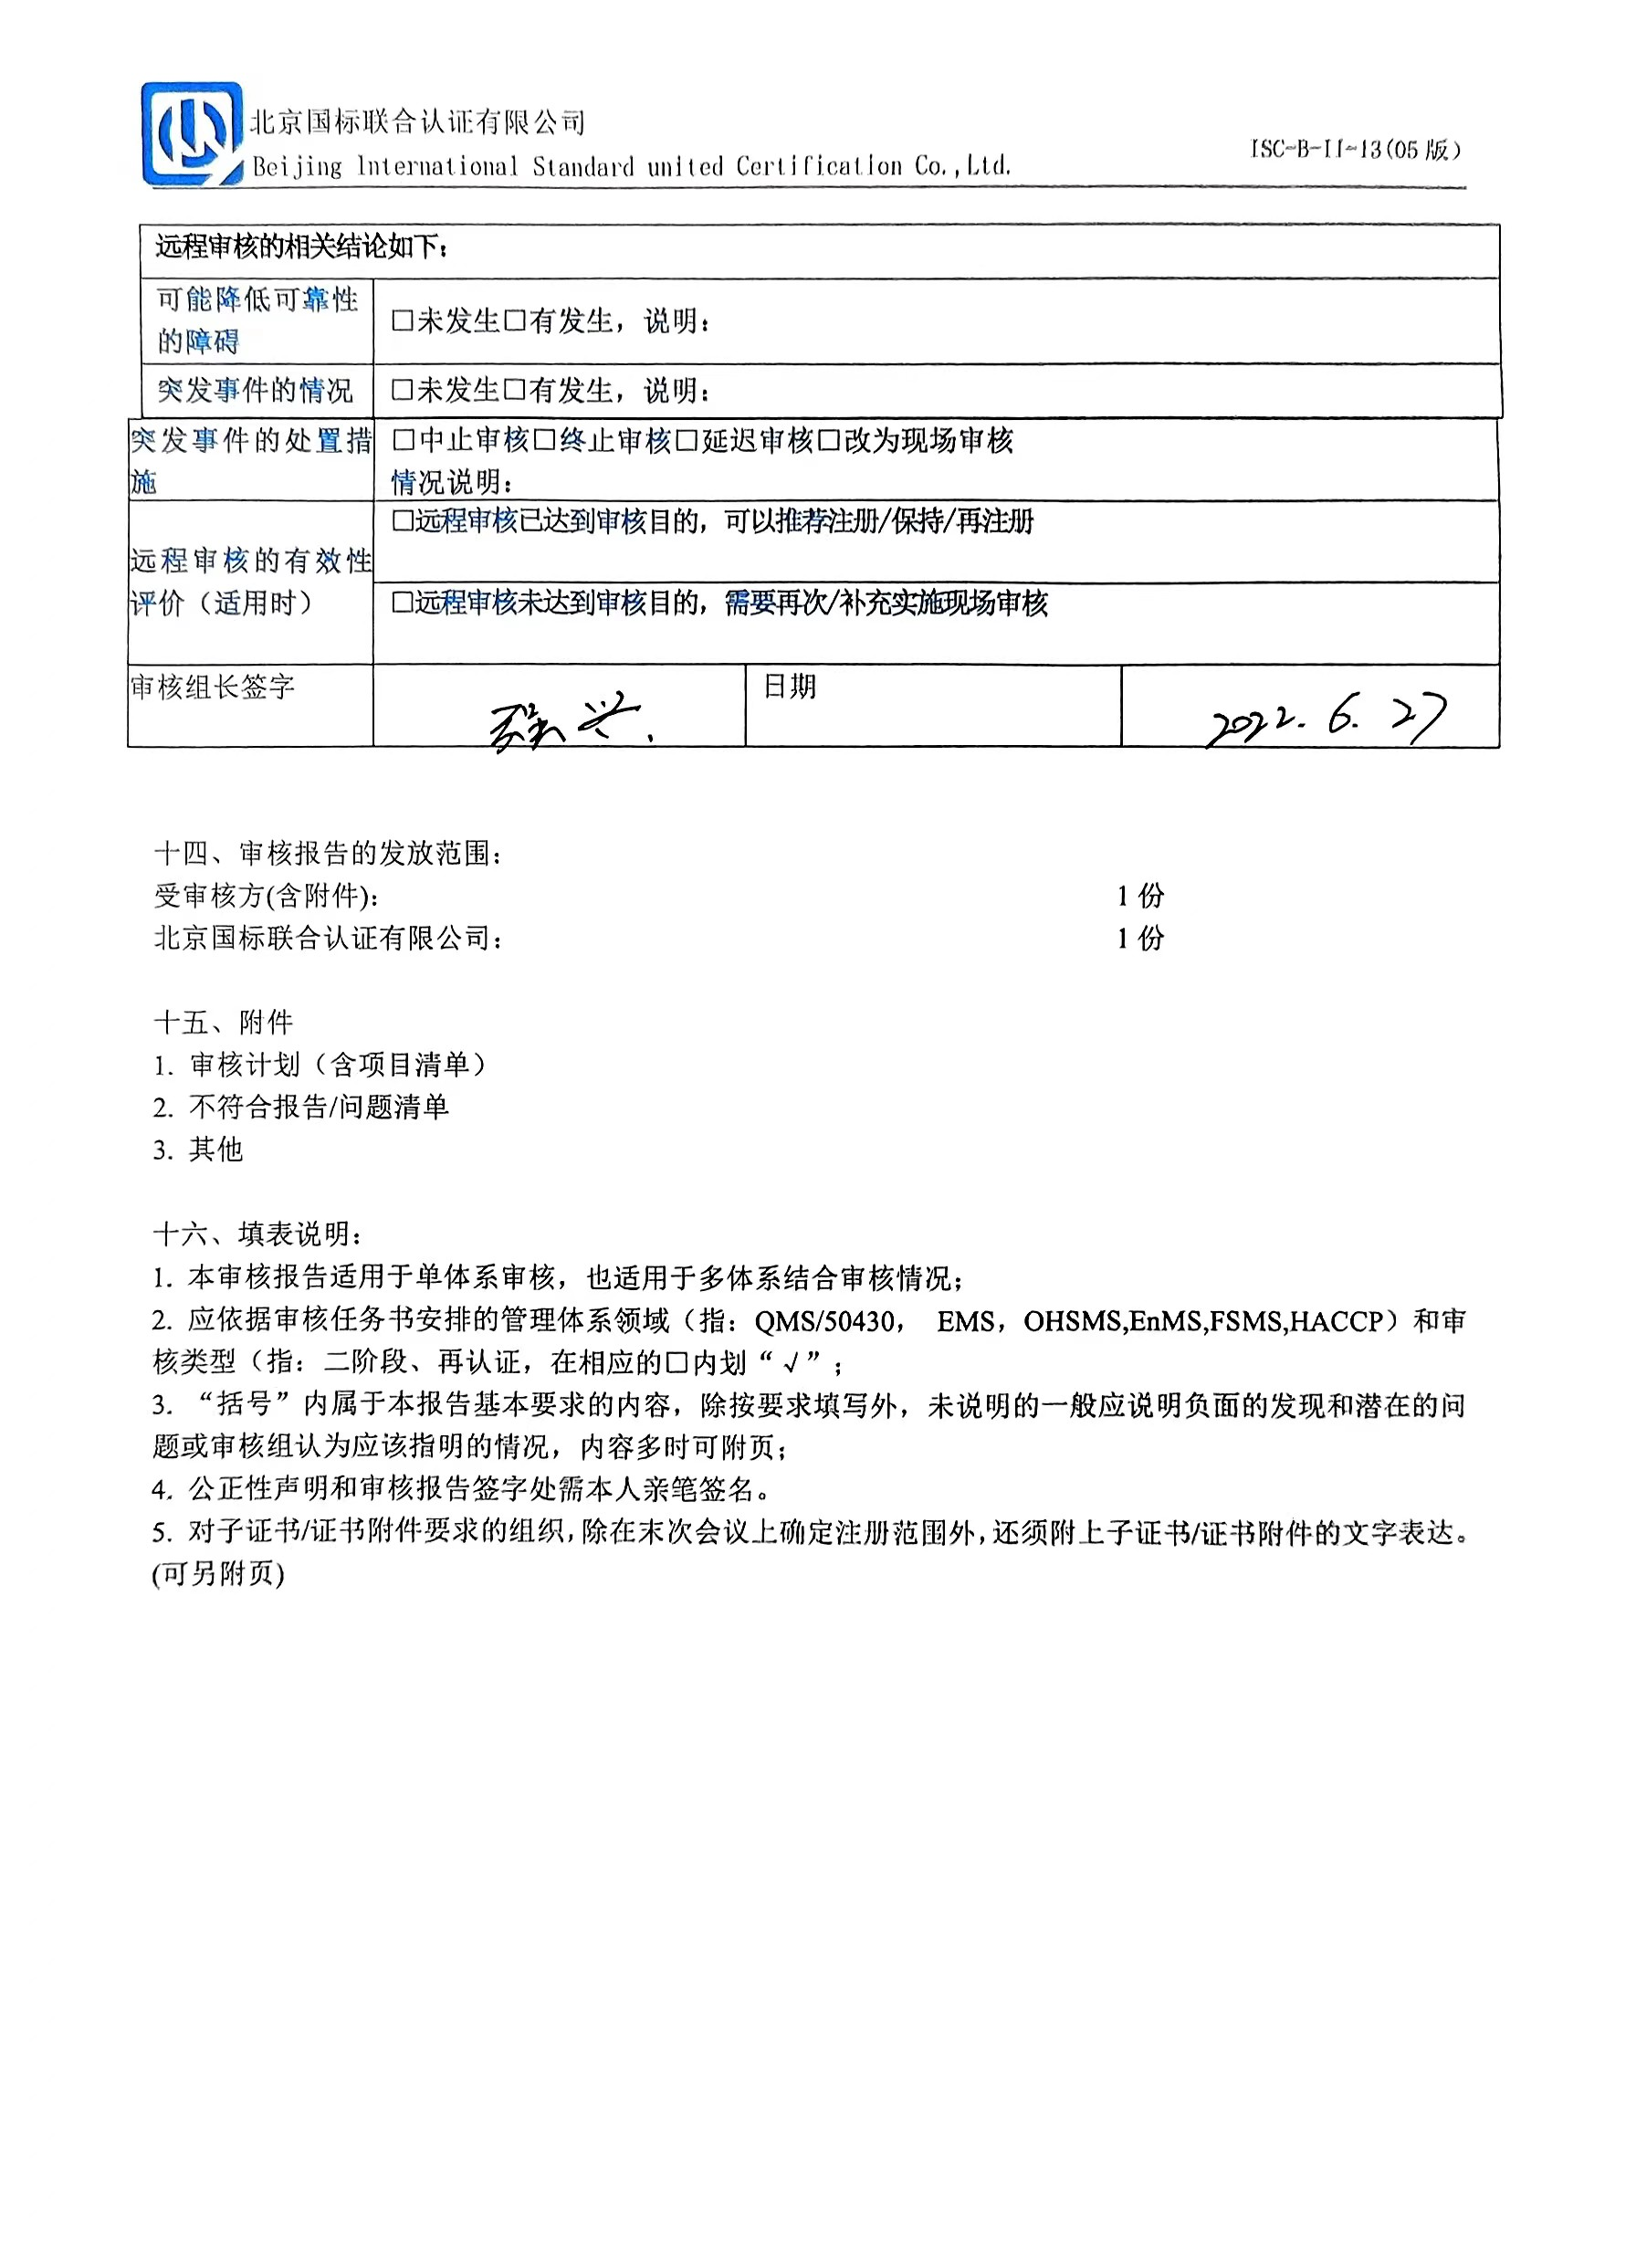 北京国标联合认证有限公司
Beijing International Standard united Certification Co.,Ltd.
ISC-B-II-13(05版)
远程审核的相关结论如下：
可能降低可靠性
的障碍
□未发生□有发生，说明：
突发事件的情况
□未发生□有发生，说明：
突发事件的处置措
施
□中止审核□终止审核□延迟审核□改为现场审核
情况说明：
远程审核的有效性
评价（适用时）
□远程审核已达到审核目的，可以推荐注册/保持/再注册
□远程审核未达到审核目的，需要再次/补充实施现场审核
审核组长签字
日期
2022.6.27
十四、审核报告的发放范围：
受审核方(含附件)： 1 份
北京国标联合认证有限公司： 1 份
十五、附件
1. 审核计划（含项目清单）
2. 不符合报告/问题清单
3. 其他
十六、填表说明：
1. 本审核报告适用于单体系审核，也适用于多体系结合审核情况；
2. 应依据审核任务书安排的管理体系领域（指：QMS/50430， EMS，OHSMS,EnMS,FSMS,HACCP）和审
核类型（指：二阶段、再认证，在相应的□内划“√”；
3. “括号”内属于本报告基本要求的内容，除按要求填写外，未说明的一般应说明负面的发现和潜在的问
题或审核组认为应该指明的情况，内容多时可附页；
4. 公正性声明和审核报告签字处需本人亲笔签名。
5. 对子证书/证书附件要求的组织，除在末次会议上确定注册范围外，还须附上子证书/证书附件的文字表达。
(可另附页)